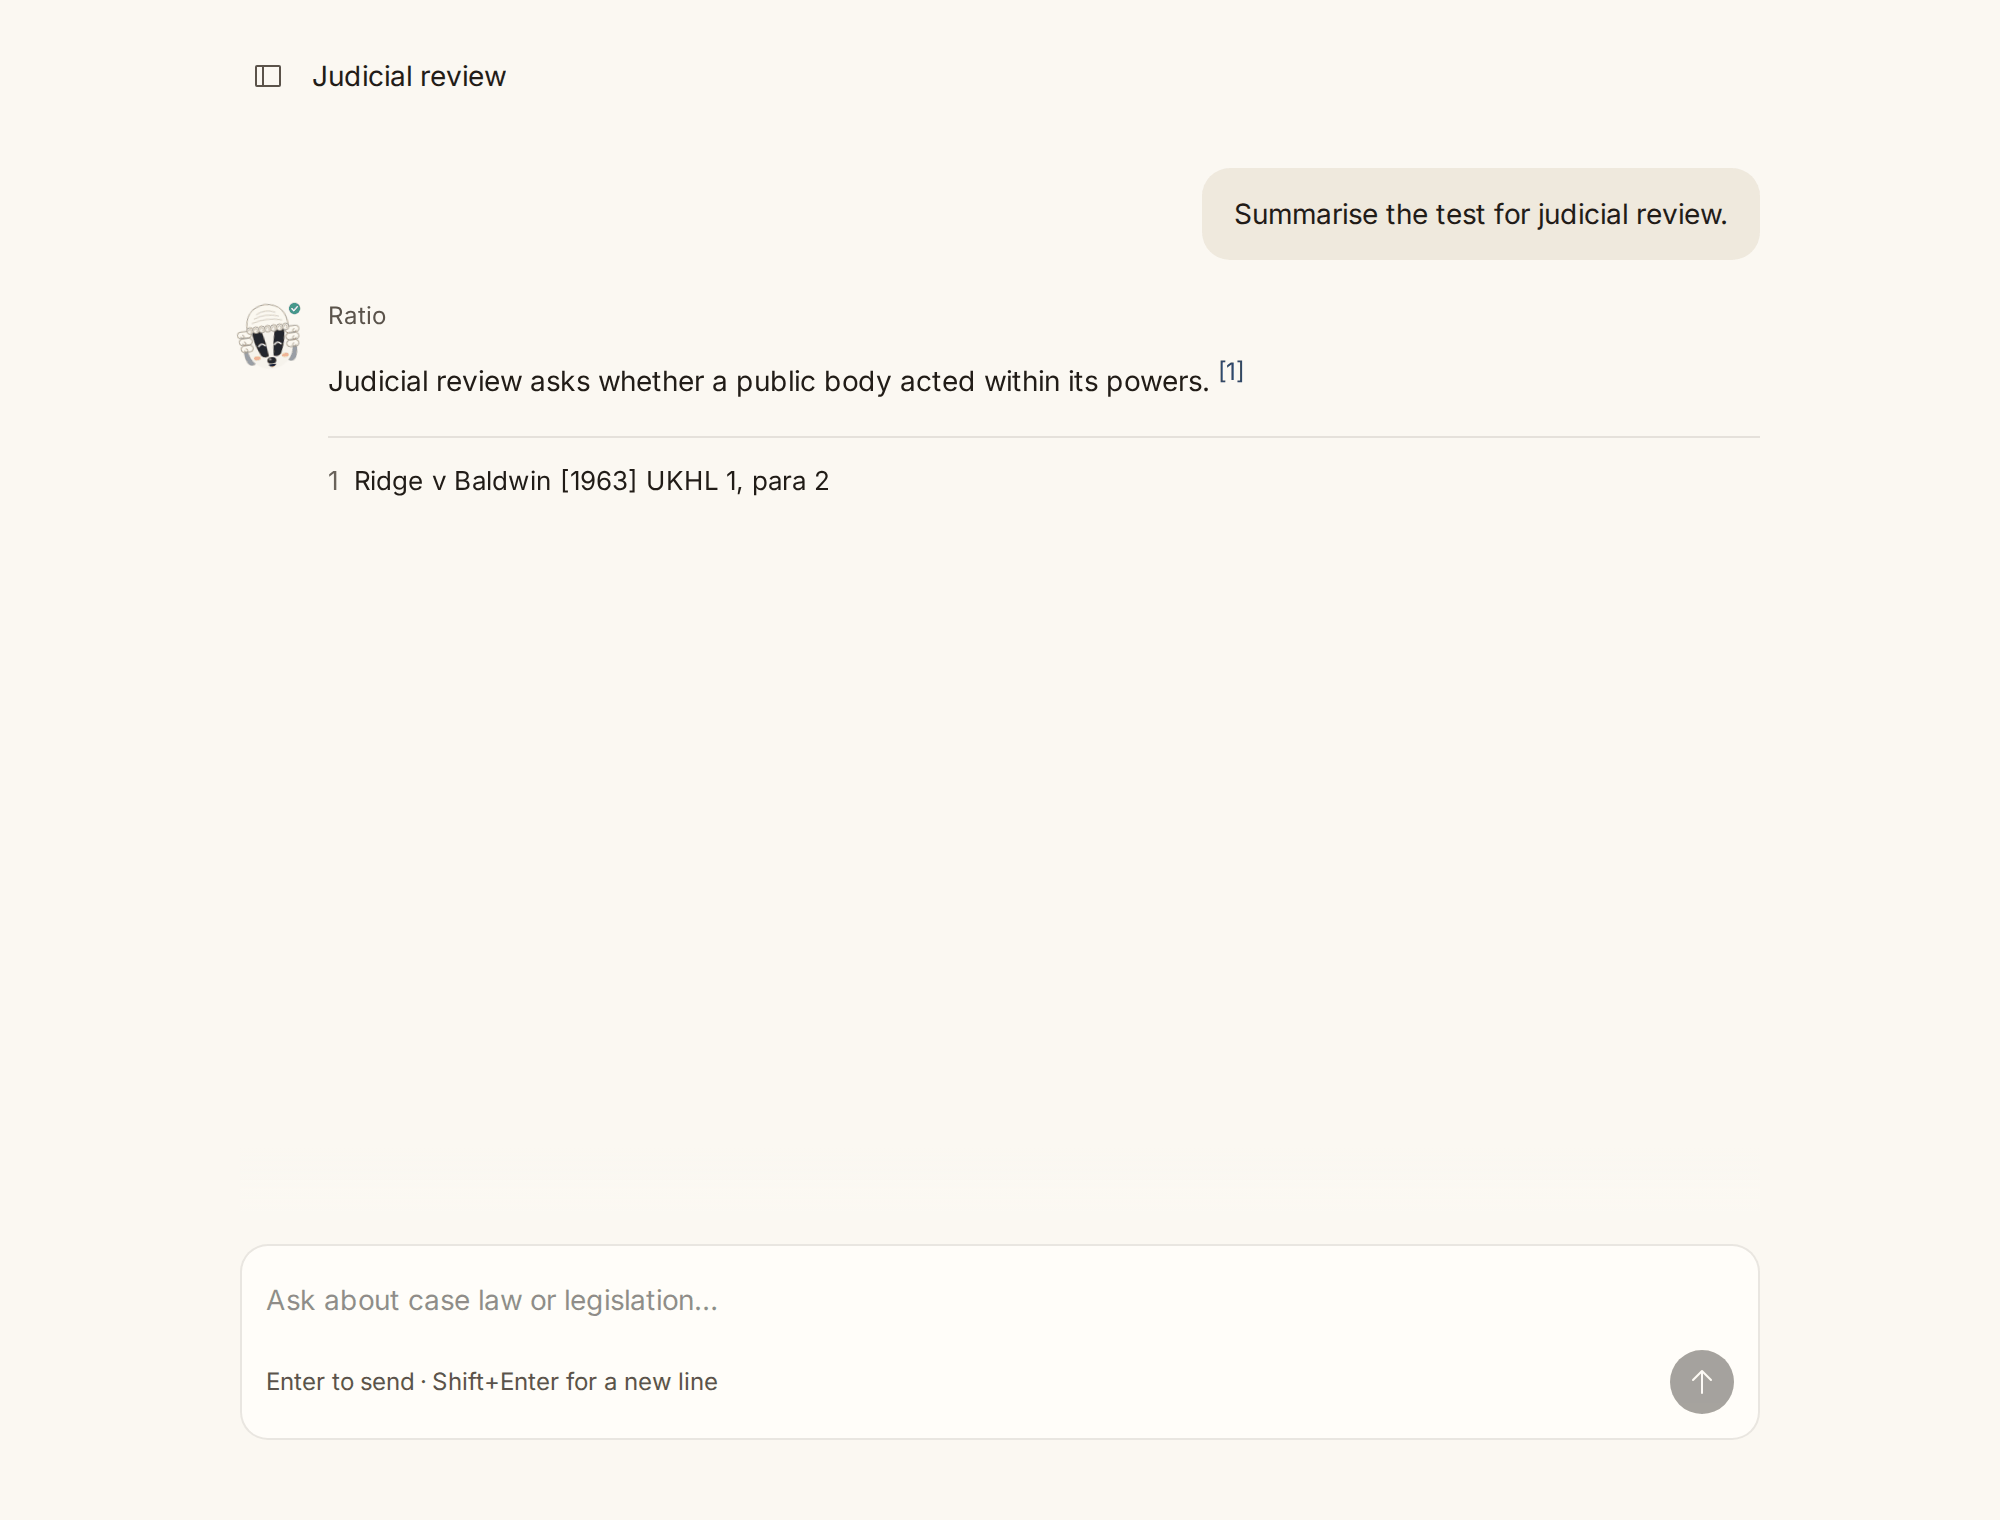 Judicial review
Summarise the test for judicial review.
Ratio
Judicial review asks whether a public body acted within its powers. [1]
1 Ridge v Baldwin [1963] UKHL 1, para 2
Ask about case law or legislation...
Enter to send · Shift+Enter for a new line